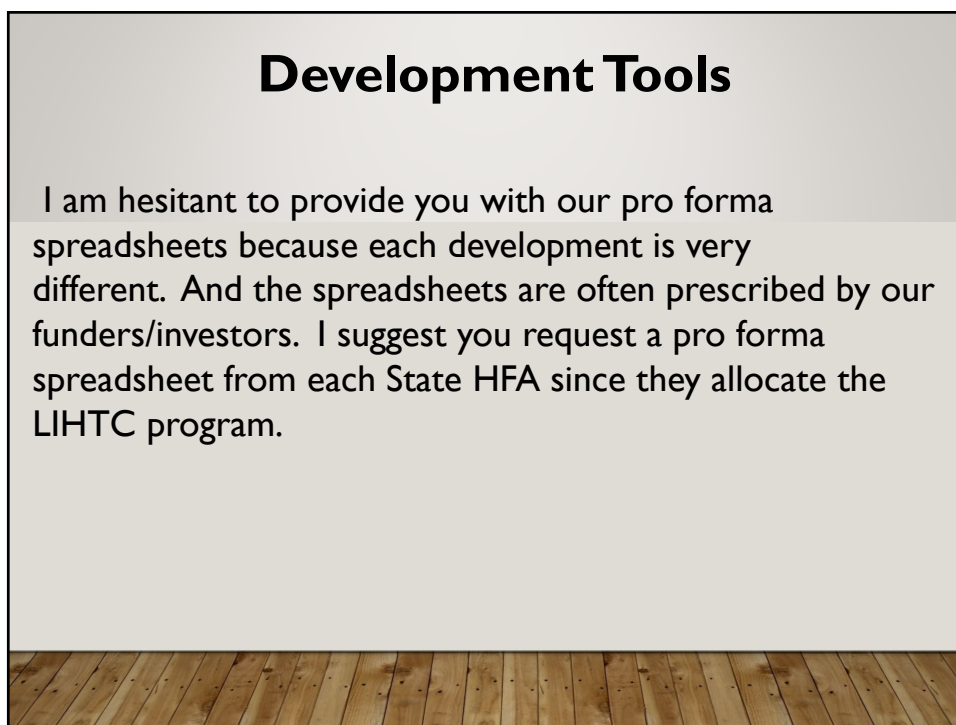 Development Tools
I am hesitant to provide you with our pro forma
spreadsheets because each development is very
different. And the spreadsheets are often prescribed by our
funders/investors. I suggest you request a pro forma
spreadsheet from each State HFA since they allocate the
LIHTC program.